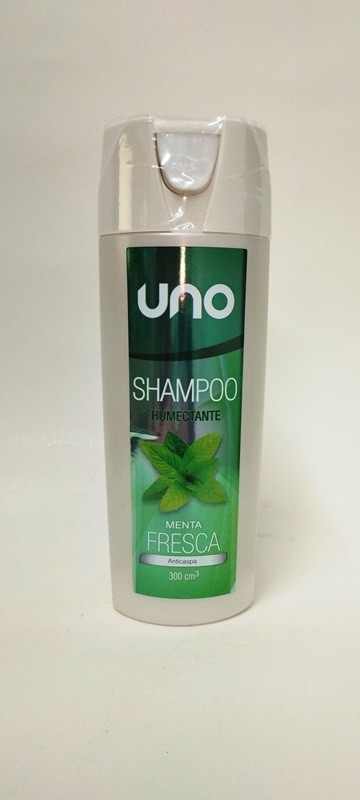 uno
SHAMPOO
HUMECTANTE
MENTA
FRESCA
Anticaspa
300 cm³